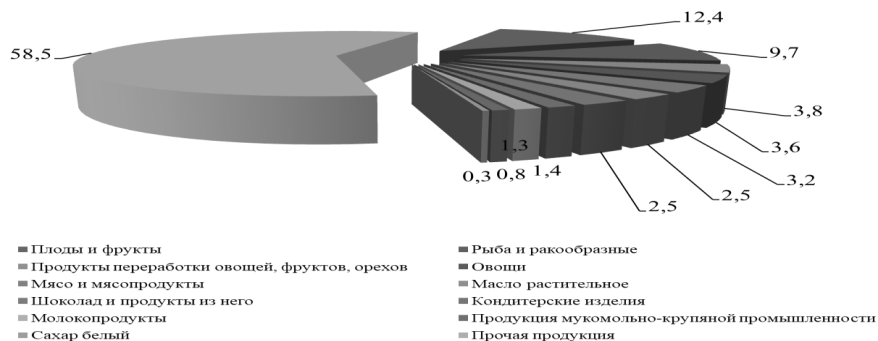 12,4
58,5
9,7
3,8
1,3
3,6
0,3 0,8 1,4
3,2
2,5
2,5
Плоды и фрукты
Рыба и ракообразные
Продукты переработки овощей, фруктов, орехов
Овощи
Мясо и мясопродукты
Масло растительное
Шоколад и продукты из него
Кондитерские изделия
Молокопродукты
Продукция мукомольно-крупяной промышленности
Сахар белый
Прочая продукция